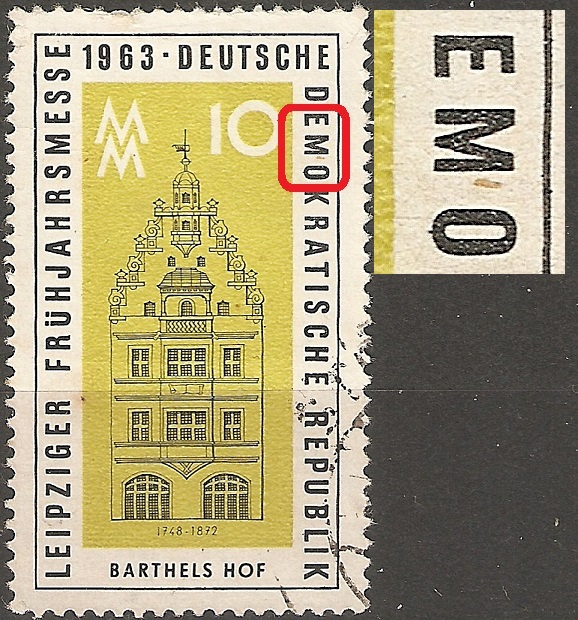 1963·DEUTSCHE
DEMOKRATISCHE REPUBLIK
LEIPZIGER FRÜHJAHRSMESSE
MM
10
1748-1872
BARTHELS HOF
EMO